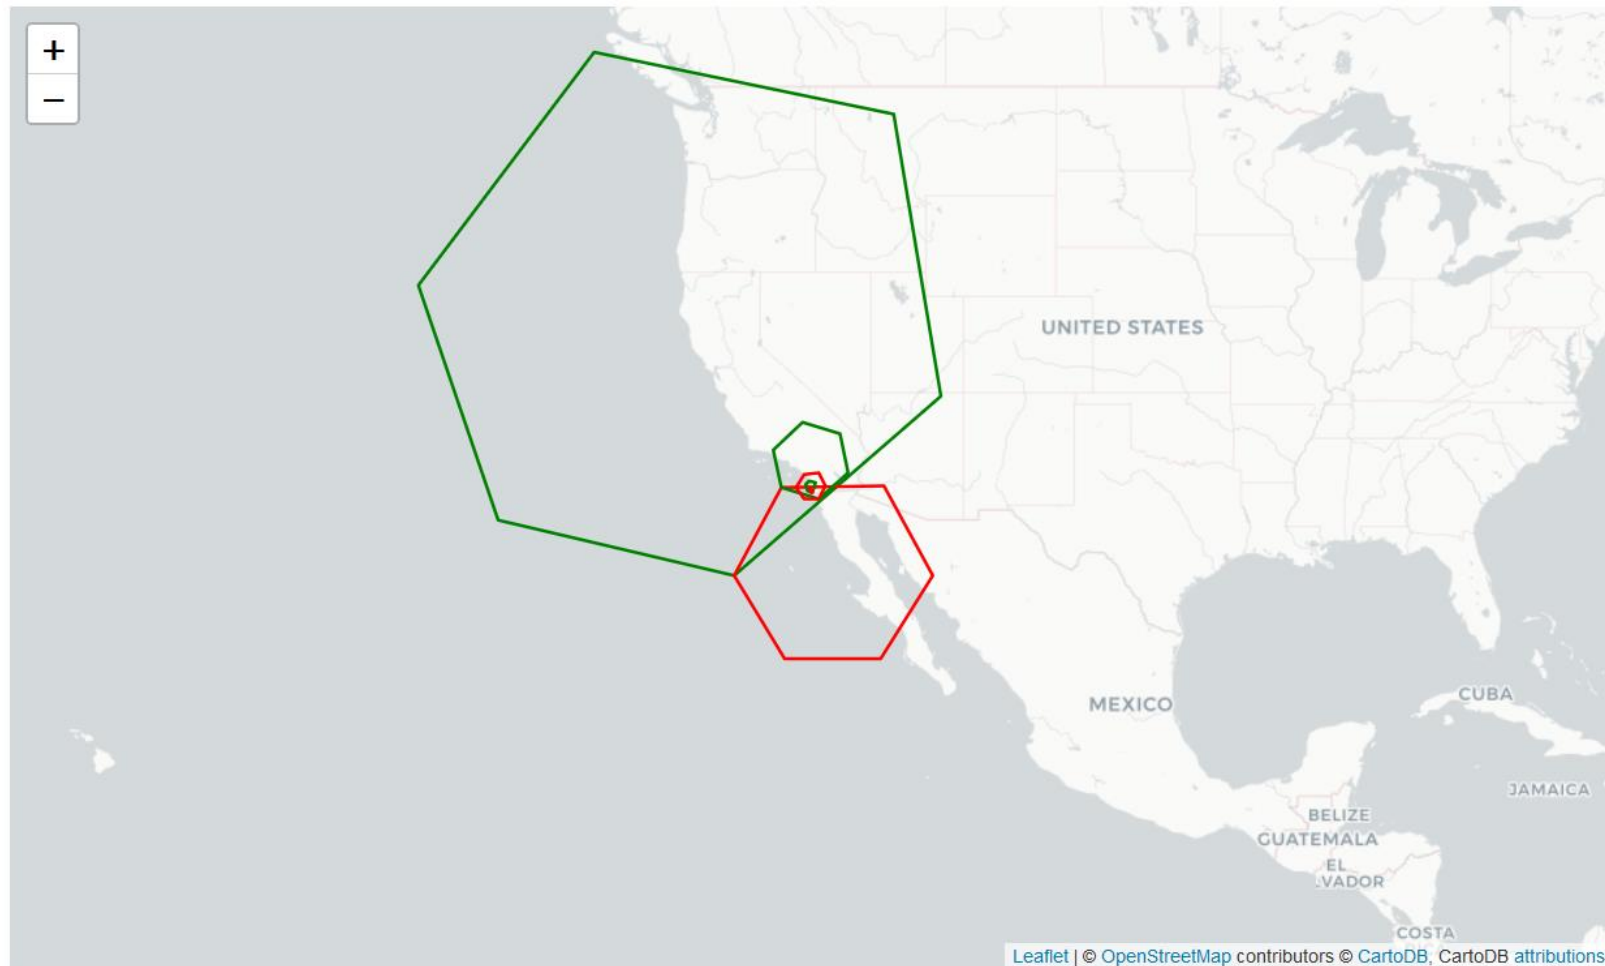 +
−
UNITED STATES
MEXICO
CUBA
JAMAICA
BELIZE
GUATEMALA
EL
.VADOR
COSTA
Leaflet | © OpenStreetMap contributors © CartoDB, CartoDB attributions